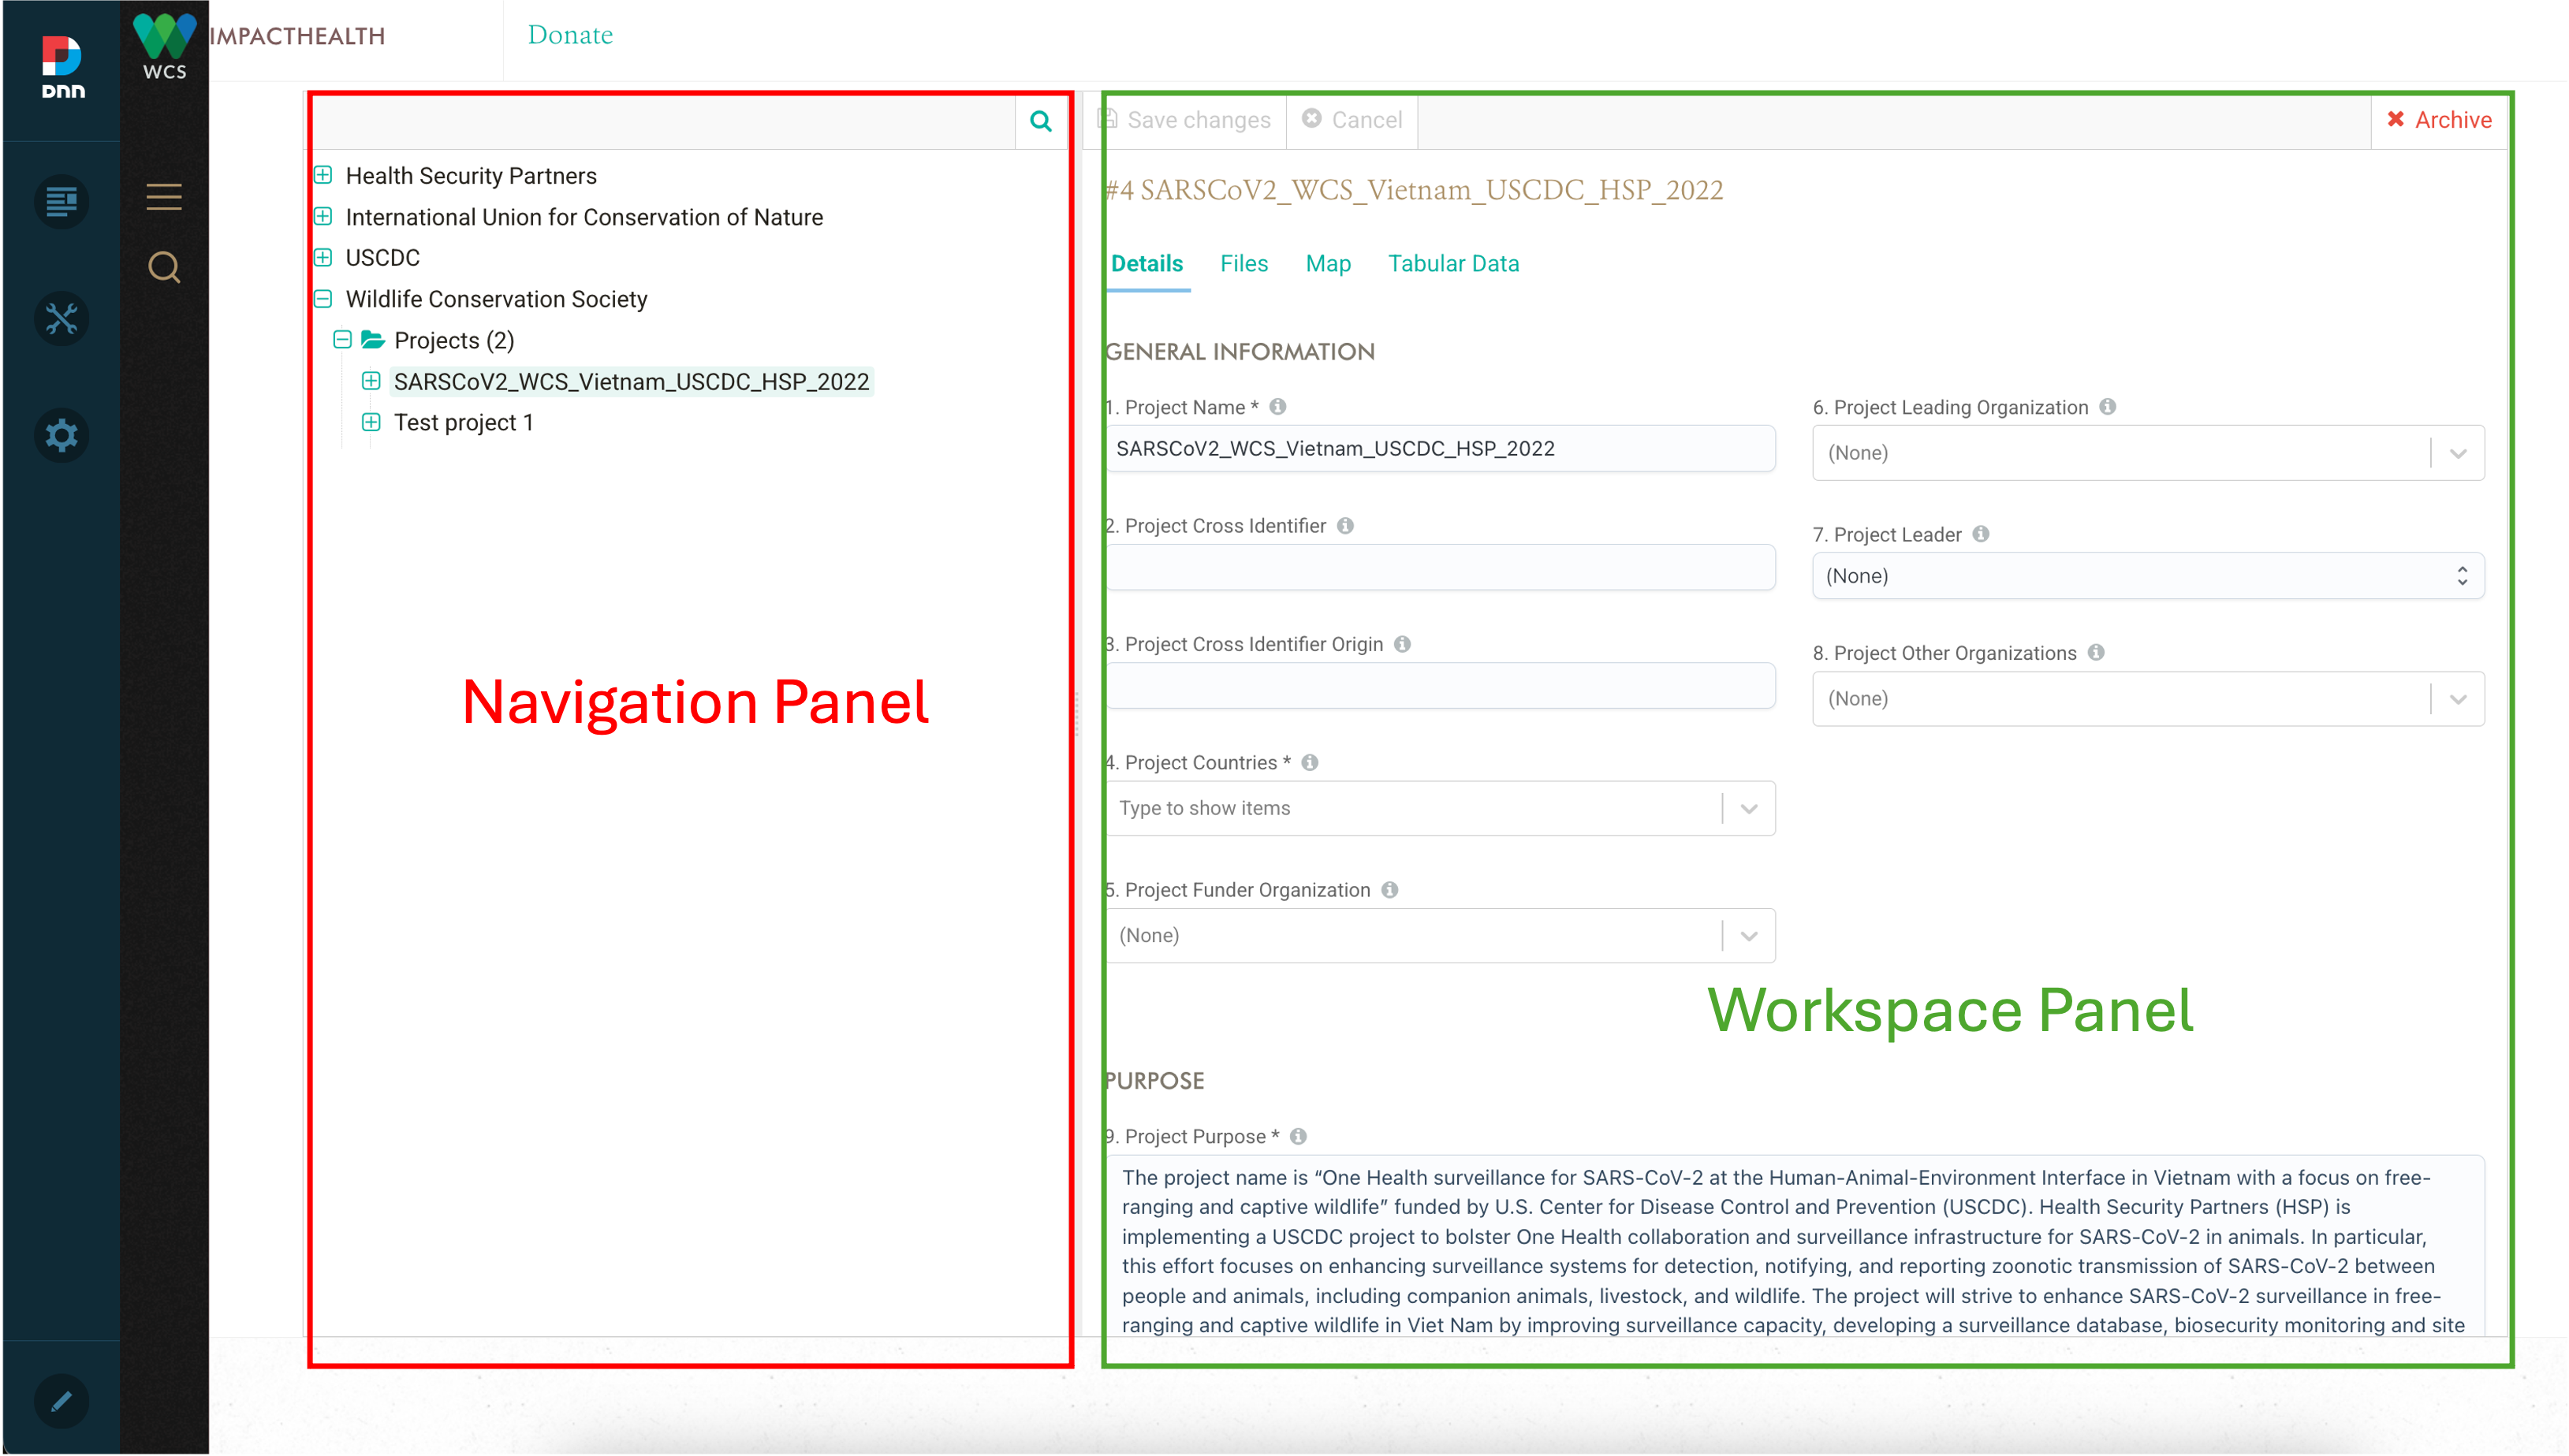 DNN
WCS
IMPACTHEALTH
Donate
Health Security Partners
International Union for Conservation of Nature
USCDC
Wildlife Conservation Society
Projects (2)
SARSCoV2_WCS_Vietnam_USCDC_HSP_2022
Test project 1
Navigation Panel
Save changes
Cancel
Archive
#4 SARSCoV2_WCS_Vietnam_USCDC_HSP_2022
Details Files Map Tabular Data
GENERAL INFORMATION
1. Project Name *
SARSCoV2_WCS_Vietnam_USCDC_HSP_2022
2. Project Cross Identifier
3. Project Cross Identifier Origin
4. Project Countries *
Type to show items
5. Project Funder Organization
(None)
6. Project Leading Organization
(None)
7. Project Leader
(None)
8. Project Other Organizations
(None)
Workspace Panel
PURPOSE
9. Project Purpose *
The project name is “One Health surveillance for SARS-CoV-2 at the Human-Animal-Environment Interface in Vietnam with a focus on free-
ranging and captive wildlife” funded by U.S. Center for Disease Control and Prevention (USCDC). Health Security Partners (HSP) is
implementing a USCDC project to bolster One Health collaboration and surveillance infrastructure for SARS-CoV-2 in animals. In particular,
this effort focuses on enhancing surveillance systems for detection, notifying, and reporting zoonotic transmission of SARS-CoV-2 between
people and animals, including companion animals, livestock, and wildlife. The project will strive to enhance SARS-CoV-2 surveillance in free-
ranging and captive wildlife in Viet Nam by improving surveillance capacity, developing a surveillance database, biosecurity monitoring and site